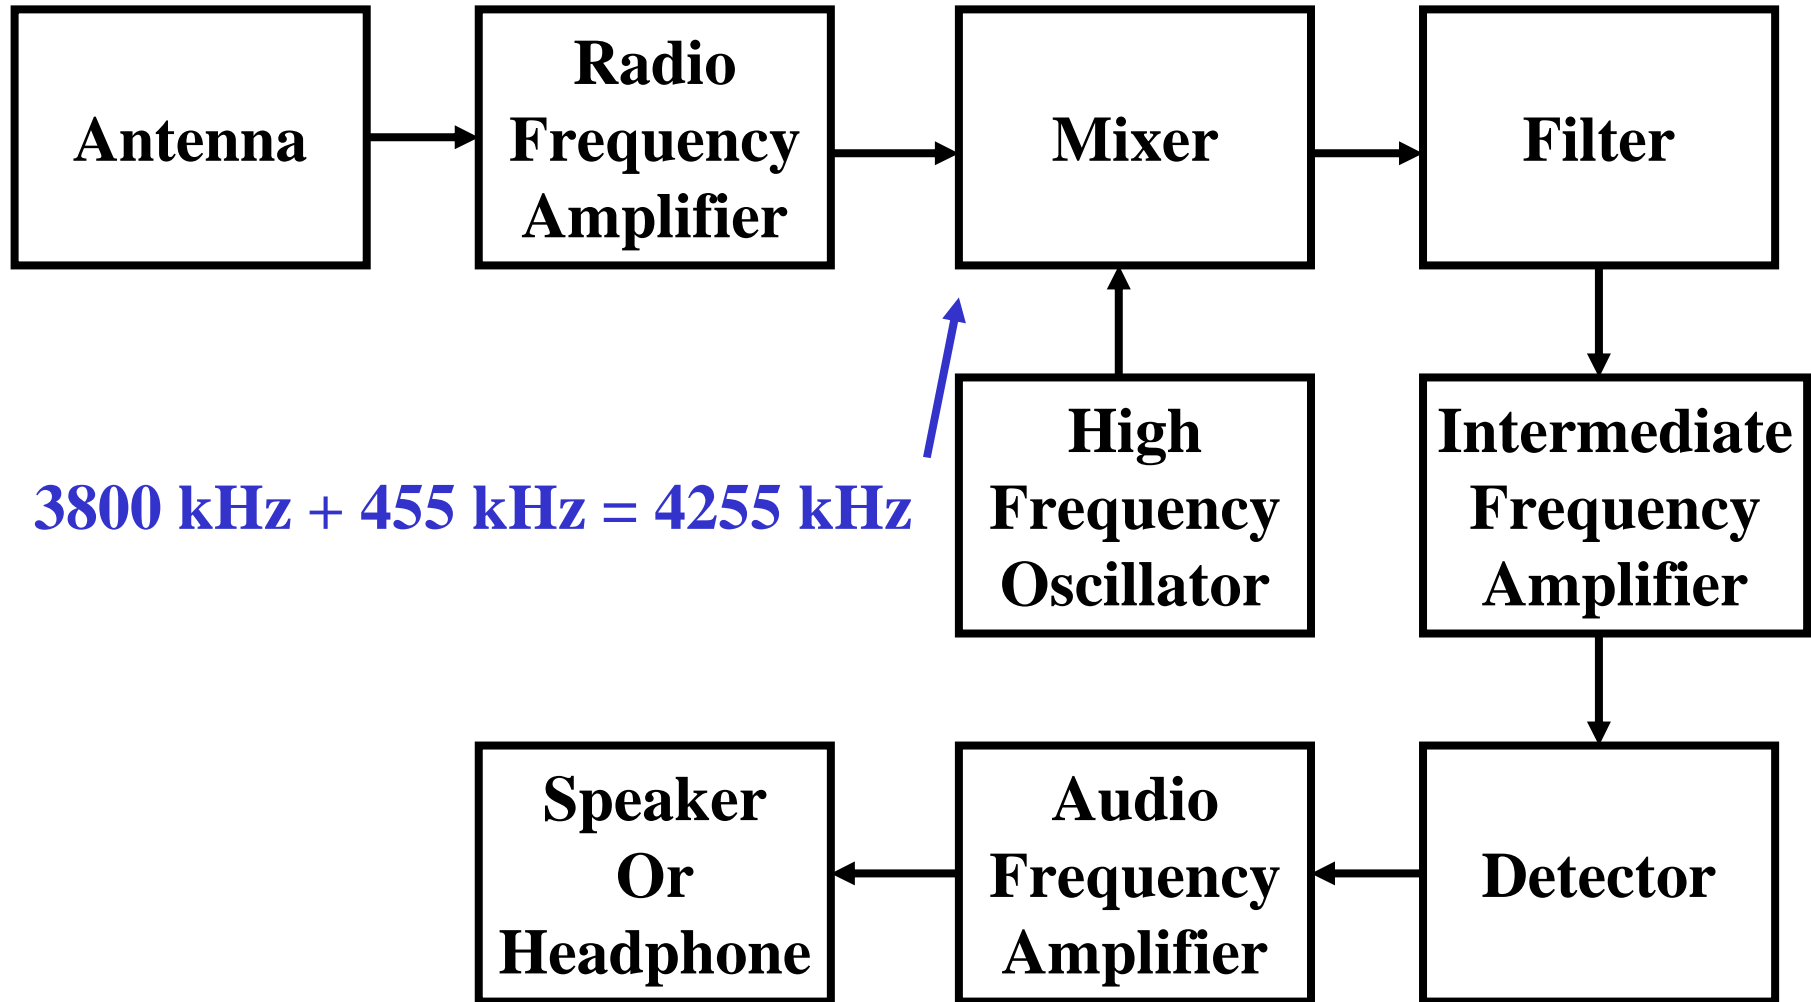 Antenna
Radio
Frequency
Amplifier
Mixer
Filter
3800 kHz + 455 kHz = 4255 kHz
High
Frequency
Oscillator
Intermediate
Frequency
Amplifier
Speaker
Or
Headphone
Audio
Frequency
Amplifier
Detector